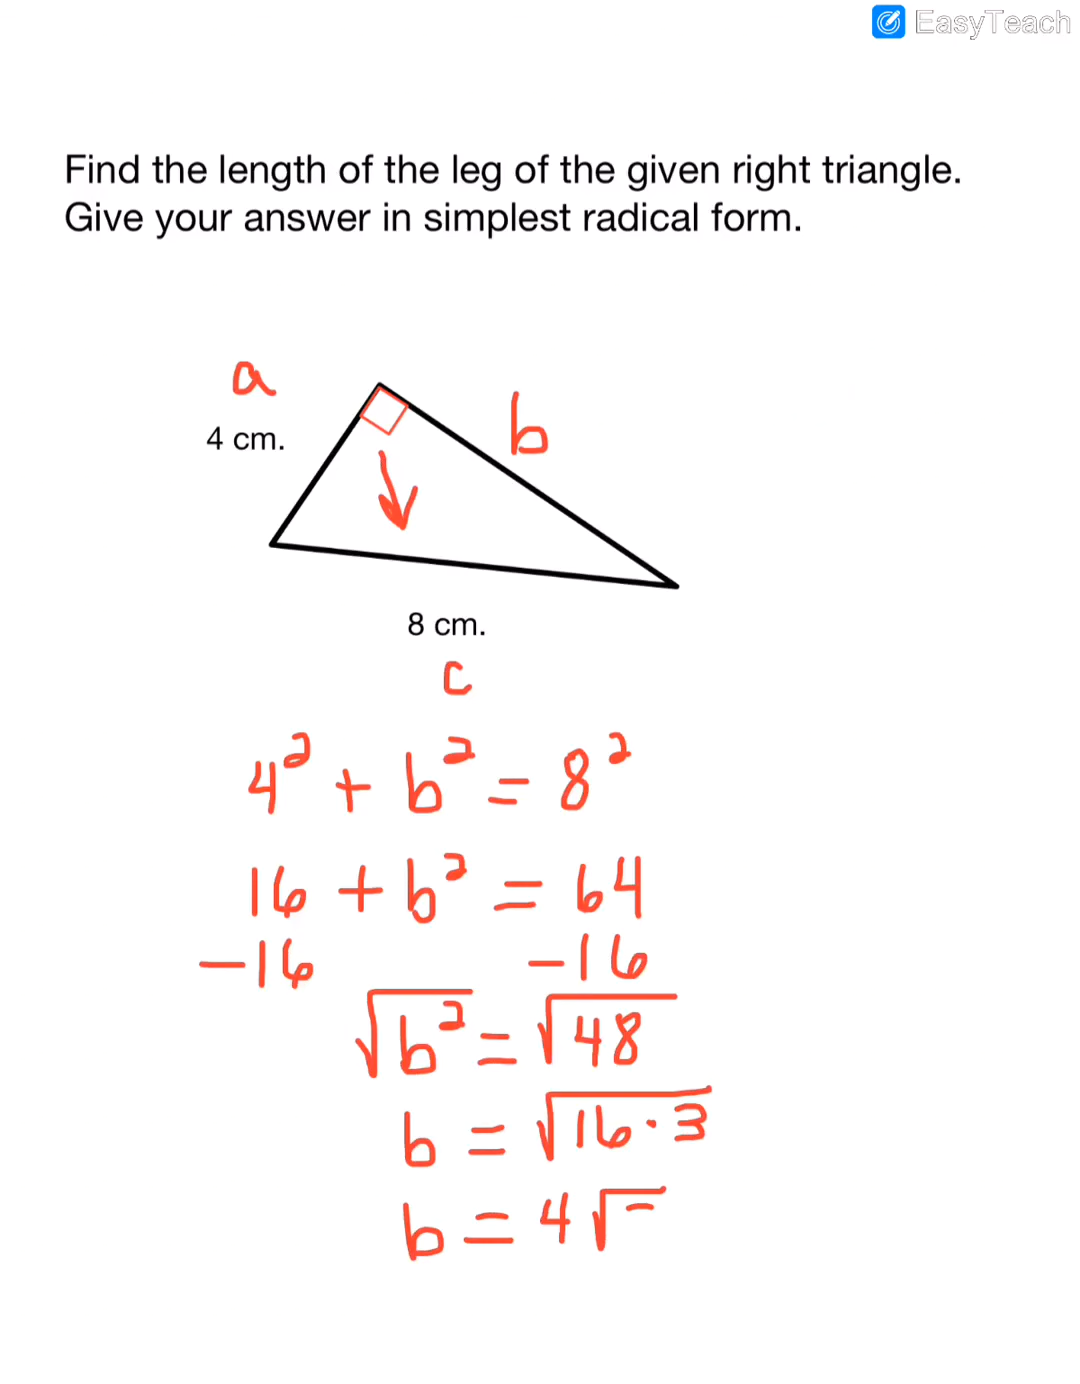 EasyTeach
Find the length of the leg of the given right triangle.
Give your answer in simplest radical form.
a
4 cm.
b
8 cm.
c
4² + b² = 8²
16 + b² = 64
-16 -16
√b² = √48
b = √16·3
b = 4√